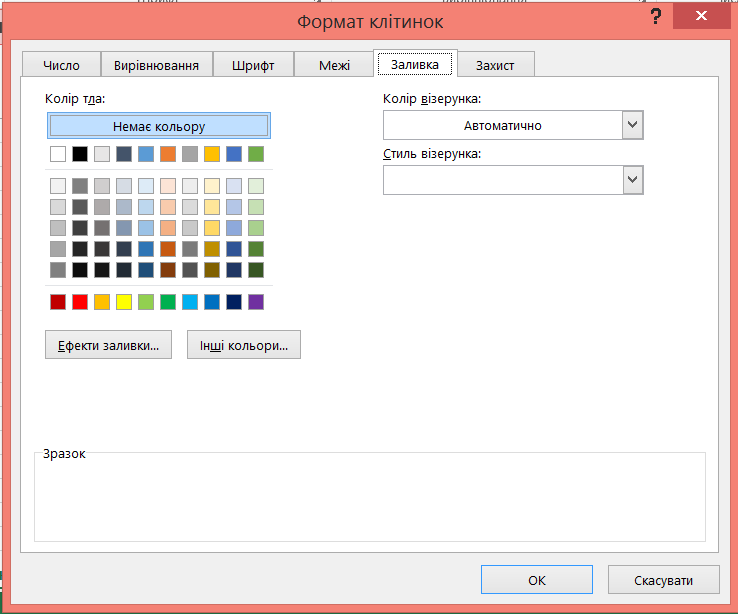 Формат клітинок
?
Число
Вирівнювання
Шрифт
Межі
Заливка
Захист
Колір тла:
Немає кольору
Колір візерунка:
Автоматично
Стиль візерунка:
Ефекти заливки...
Інші кольори...
Зразок
ОК
Скасувати